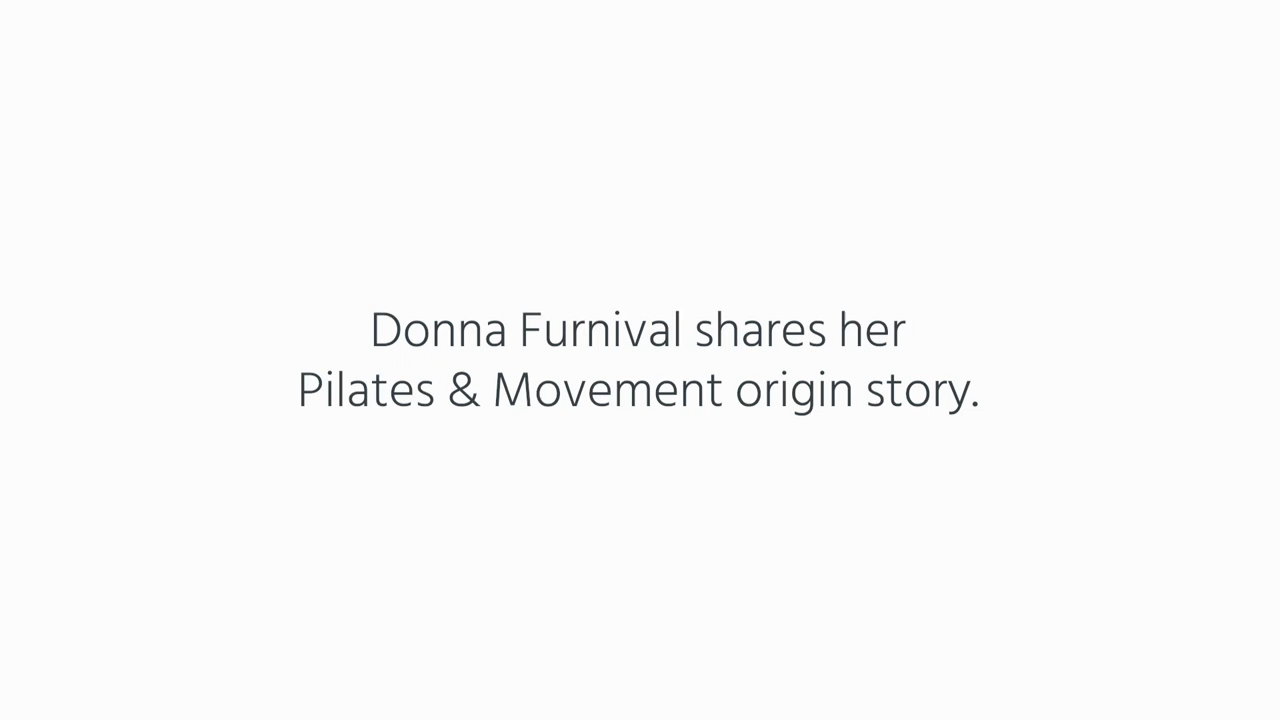 Donna Furnival shares her
Pilates & Movement origin story.